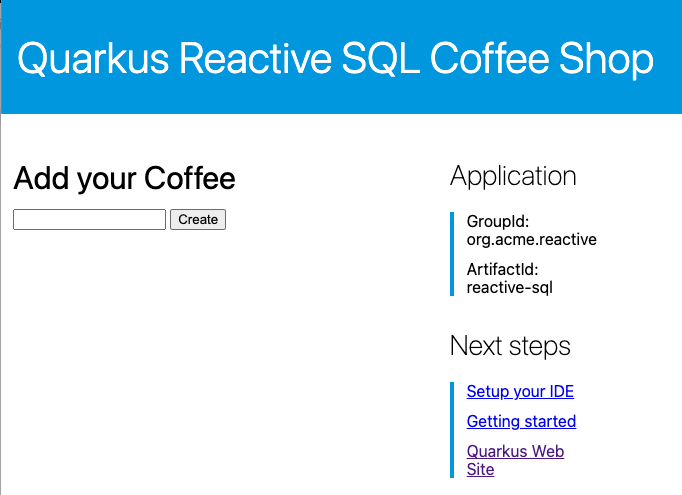 Quarkus Reactive SQL Coffee Shop
Add your Coffee
Create
Application
GroupId:
org.acme.reactive
ArtifactId:
reactive-sql
Next steps
Setup your IDE
Getting started
Quarkus Web
Site